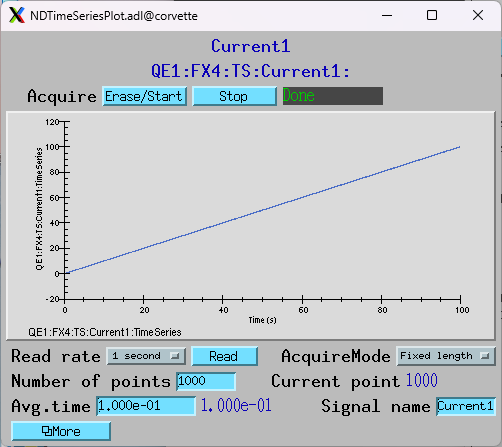 NDTimeSeriesPlot.adl@corvette
Current1
QE1:FX4:TS:Current1:
Acquire Erase/Start Stop Done
120
100
80
60
40
20
0
-20
QE1:FX4:TS:Current1:TimeSeries
0 20 40 60 80 100
Time (s)
QE1:FX4:TS:Current1:TimeSeries
Read rate 1 second Read AcquireMode Fixed length
Number of points 1000 Current point 1000
Avg.time 1.000e-01 1.000e-01 Signal name Current1
More